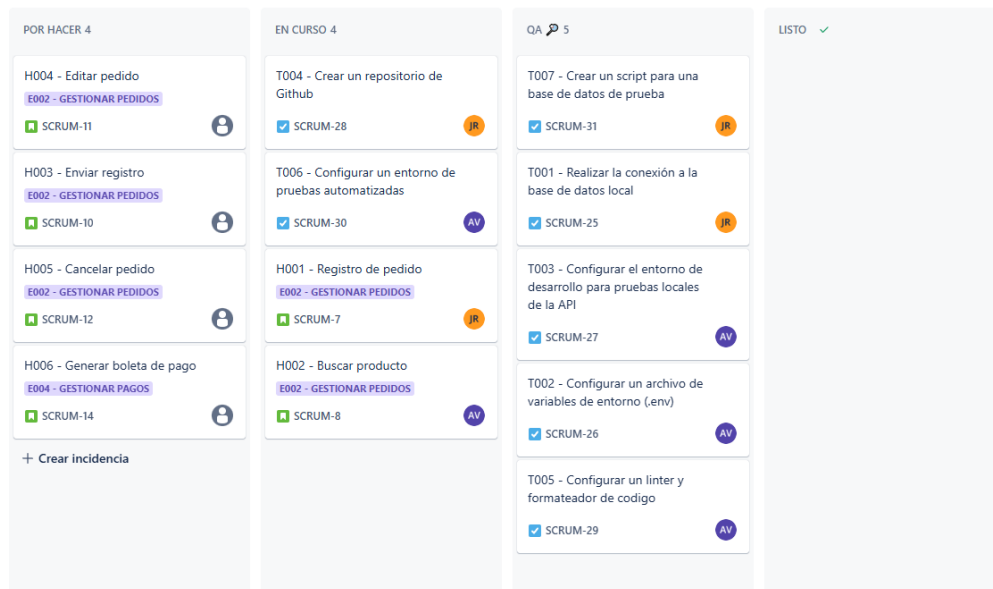 POR HACER 4
H004 - Editar pedido
E002 - GESTIONAR PEDIDOS
SCRUM-11
H003 - Enviar registro
E002 - GESTIONAR PEDIDOS
SCRUM-10
H005 - Cancelar pedido
E002 - GESTIONAR PEDIDOS
SCRUM-12
H006 - Generar boleta de pago
E004 - GESTIONAR PAGOS
SCRUM-14
+ Crear incidencia
EN CURSO 4
T004 - Crear un repositorio de
Github
SCRUM-28
JR
T006 - Configurar un entorno de
pruebas automatizadas
SCRUM-30
AV
H001 - Registro de pedido
E002 - GESTIONAR PEDIDOS
SCRUM-7
JR
H002 - Buscar producto
E002 - GESTIONAR PEDIDOS
SCRUM-8
AV
QA 🔎 5
T007 - Crear un script para una
base de datos de prueba
SCRUM-31
JR
T001 - Realizar la conexión a la
base de datos local
SCRUM-25
JR
T003 - Configurar el entorno de
desarrollo para pruebas locales
de la API
SCRUM-27
AV
T002 - Configurar un archivo de
variables de entorno (.env)
SCRUM-26
AV
T005 - Configurar un linter y
formateador de codigo
SCRUM-29
AV
LISTO ✓